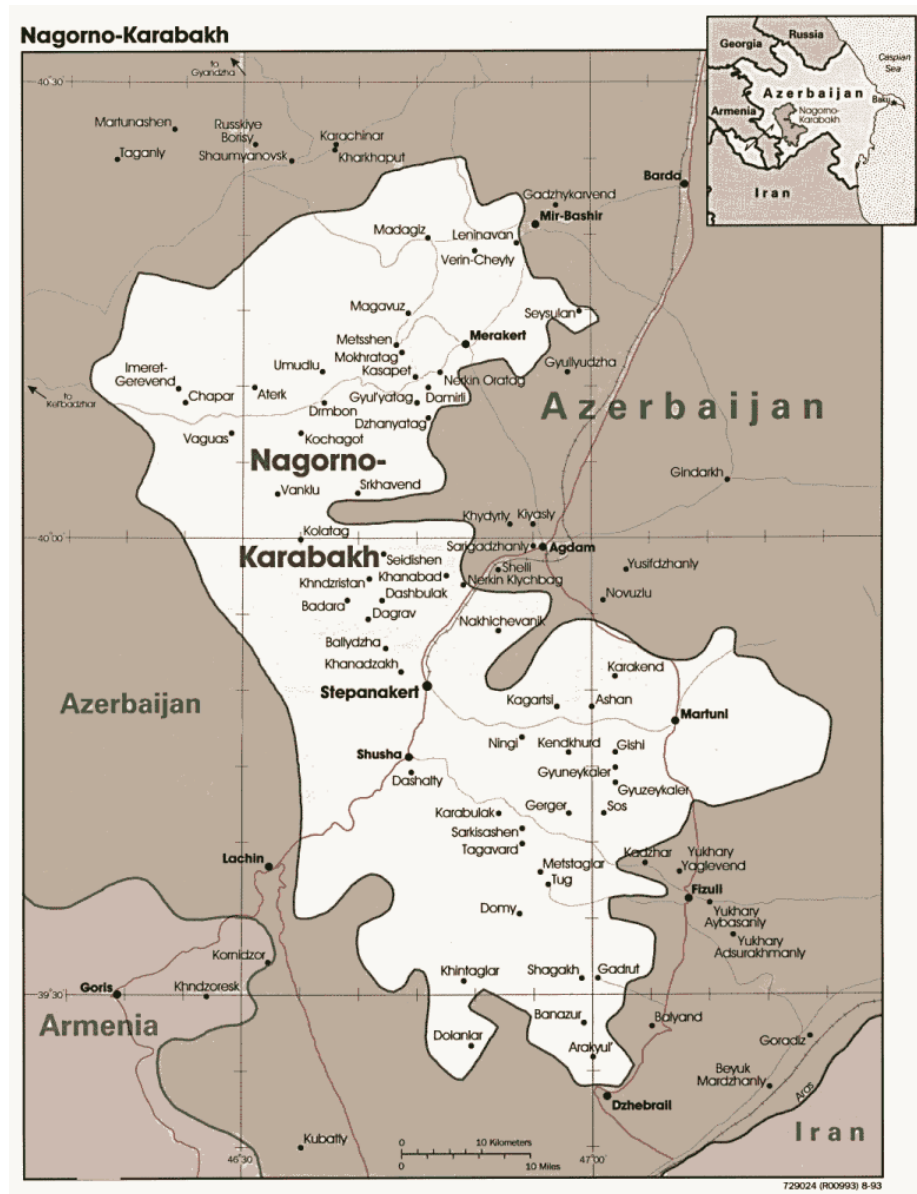 Nagorno-Karabakh
Georgia
Russia
Caspian
Sea
Azerbaijan
Armenia
Nagorno-
Karabakh
Baku
Iran
to
Gyandzha
40°30'
Martunashen
Taganly
Russkiye
Borisy
Shaumyanovsk
Karachinar
Kharkhaput
Barda
Gadzhykarvend
Mir-Bashir
Madagiz
Leninavan
Verin-Cheyly
Magavuz
Seysulan
Metsshen
Merakert
Mokhratag
Kasapet
Umudlu
Imeret-
Gerevend
Chapar
Aterk
Nerkin Oratag
Gyul'yatag
Damirli
Gyullyudzha
to
Kel'badzhar
Drmbon
Dzhanyatag
Vaguas
Kochagot
Azerbaijan
Nagorno-
Vanklu
Srkhavend
Gindarkh
Khydyrly
Kiyasly
40°00'
Kolatag
Sarigadzhanly
Agdam
Karabakh
Seidishen
Shelli
Yusifdzhanly
Khndzristan
Khanabad
Nerkin Klychbag
Badara
Dashbulak
Dagrav
Novuzlu
Nakhichevanik
Ballydzha
Khanadzakh
Karakend
Stepanakert
Azerbaijan
Kagartsi
Ashan
Martuni
Ningi
Kendkhurd
Gishi
Shusha
Dashalty
Gyuneykaler
Gyuzeykaler
Karabulak
Gerger
Sos
Sarkisashen
Tagavard
Lachin
Kadzhar
Yukhary
Yaglevend
Metstaglar
Tug
Fizuli
Domy
Yukhary
Aybasanly
Yukhary
Adsurakhmanly
Kornidzor
Khintaglar
Shagakh
Gadrut
Goris
Khndzoresk
39°30'
Armenia
Banazur
Balyand
Dolanlar
Arakyul'
Goradiz
Beyuk
Mardzhanly
Aras
Dzhebrail
Iran
Kubatly
0 10 Kilometers
0 10 Miles
46°30'
47°00'
729024 (R00993) 8-93